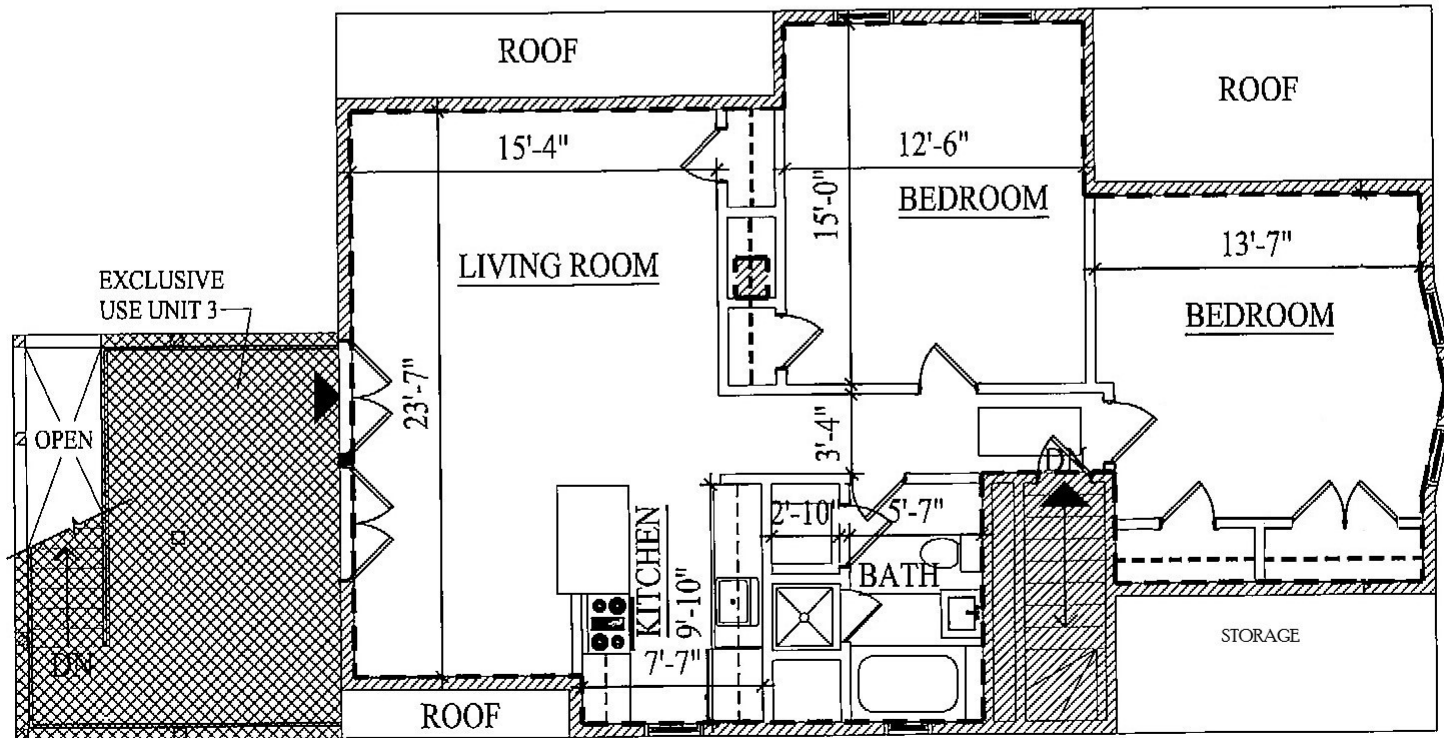 ROOF
ROOF
15'-4"
12'-6"
BEDROOM
15'-0"
13'-7"
LIVING ROOM
EXCLUSIVE
USE UNIT 3
BEDROOM
23'-7"
OPEN
3'-4"
DN
2'-10"
5'-7"
KITCHEN
9'-10"
BATH
DN
7'-7"
STORAGE
ROOF